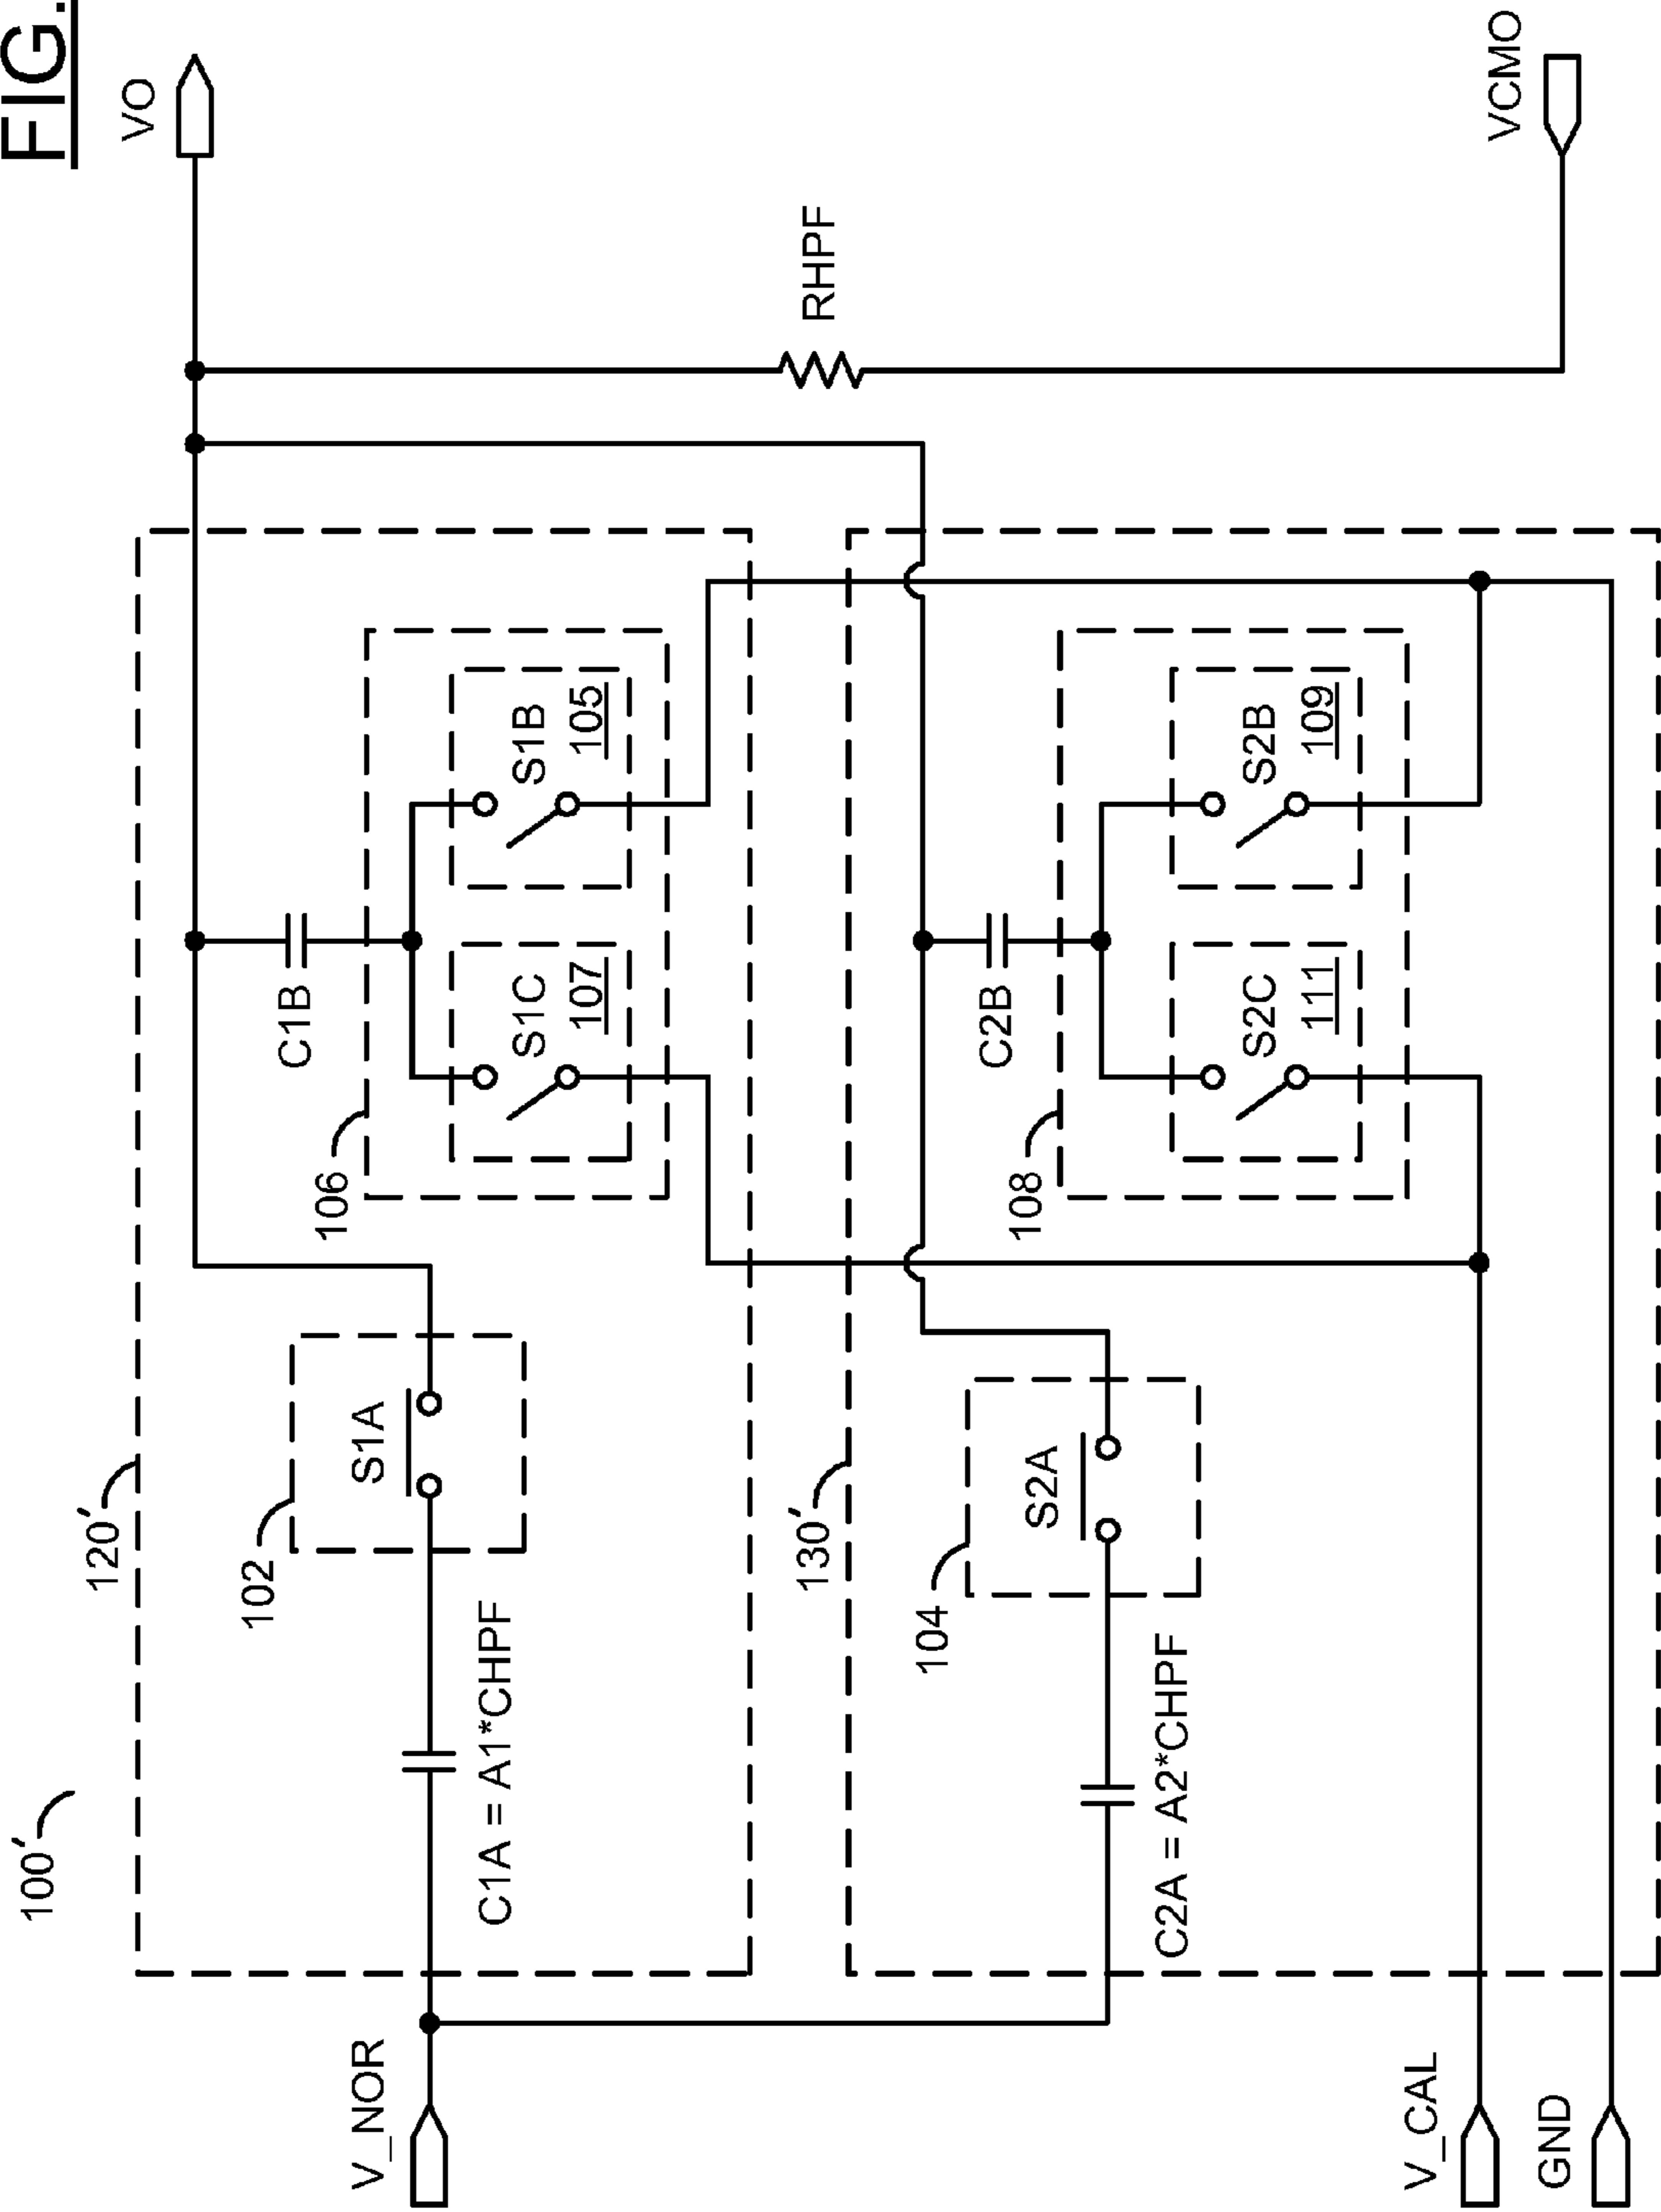 FIG.
100′
120′
VO
102
S1A
106
C1B
S1C
107
S1B
105
RHPF
V_NOR
C1A = A1*CHPF
130′
104
S2A
108
C2B
S2C
111
S2B
109
C2A = A2*CHPF
V_CAL
GND
VCMO